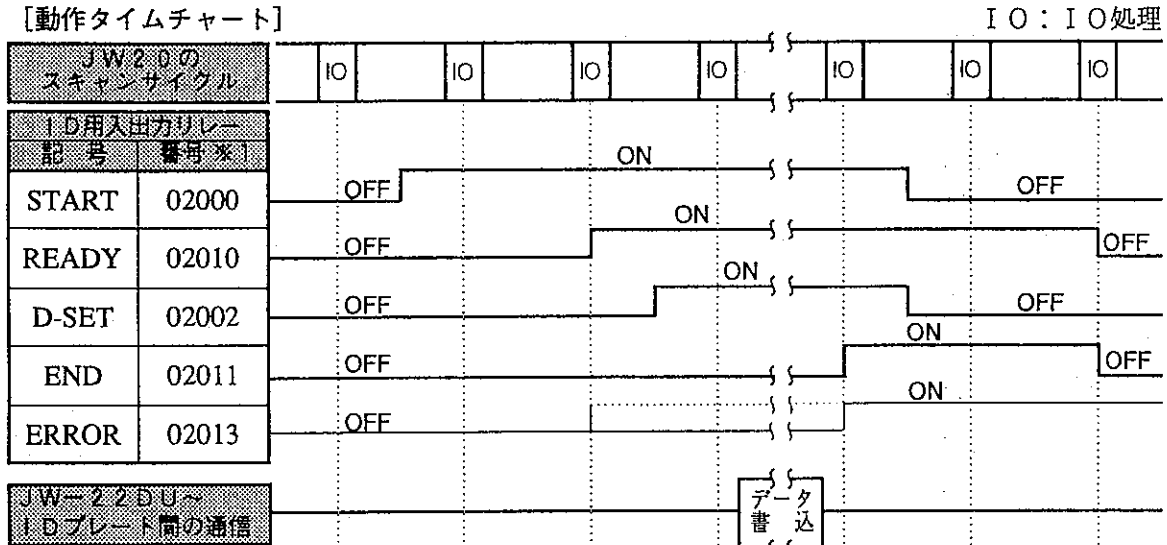 [動作タイムチャート]
IO：IO処理
JW20の
スキャンサイクル
IO IO IO IO IO IO IO
ID用入出力リレー
記号 番号※1
START 02000 OFF ON OFF
READY 02010 OFF ON OFF
D-SET 02002 OFF ON OFF
END 02011 OFF ON OFF
ERROR 02013 OFF ON
JW-22DU～
IDプレート間の通信
データ
書込